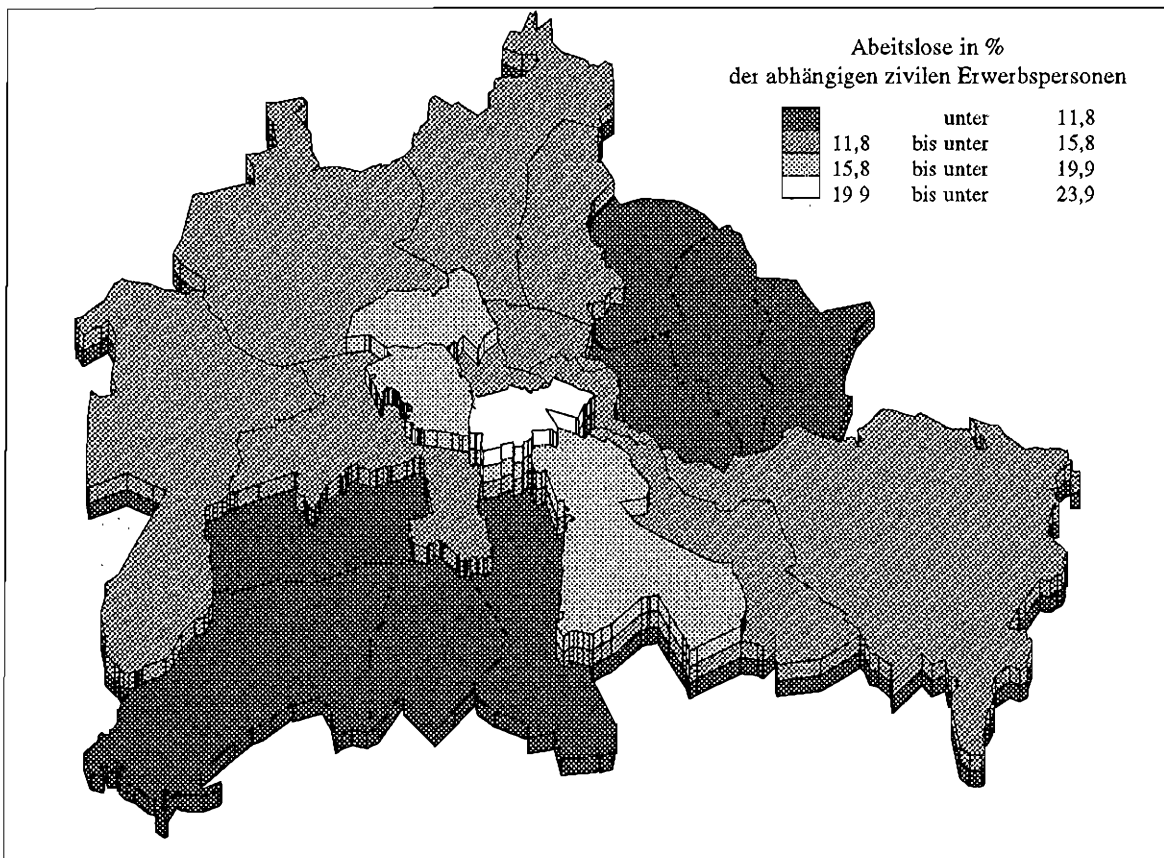 Abeitslose in %
der abhängigen zivilen Erwerbspersonen
unter 11,8
11,8 bis unter 15,8
15,8 bis unter 19,9
19 9 bis unter 23,9